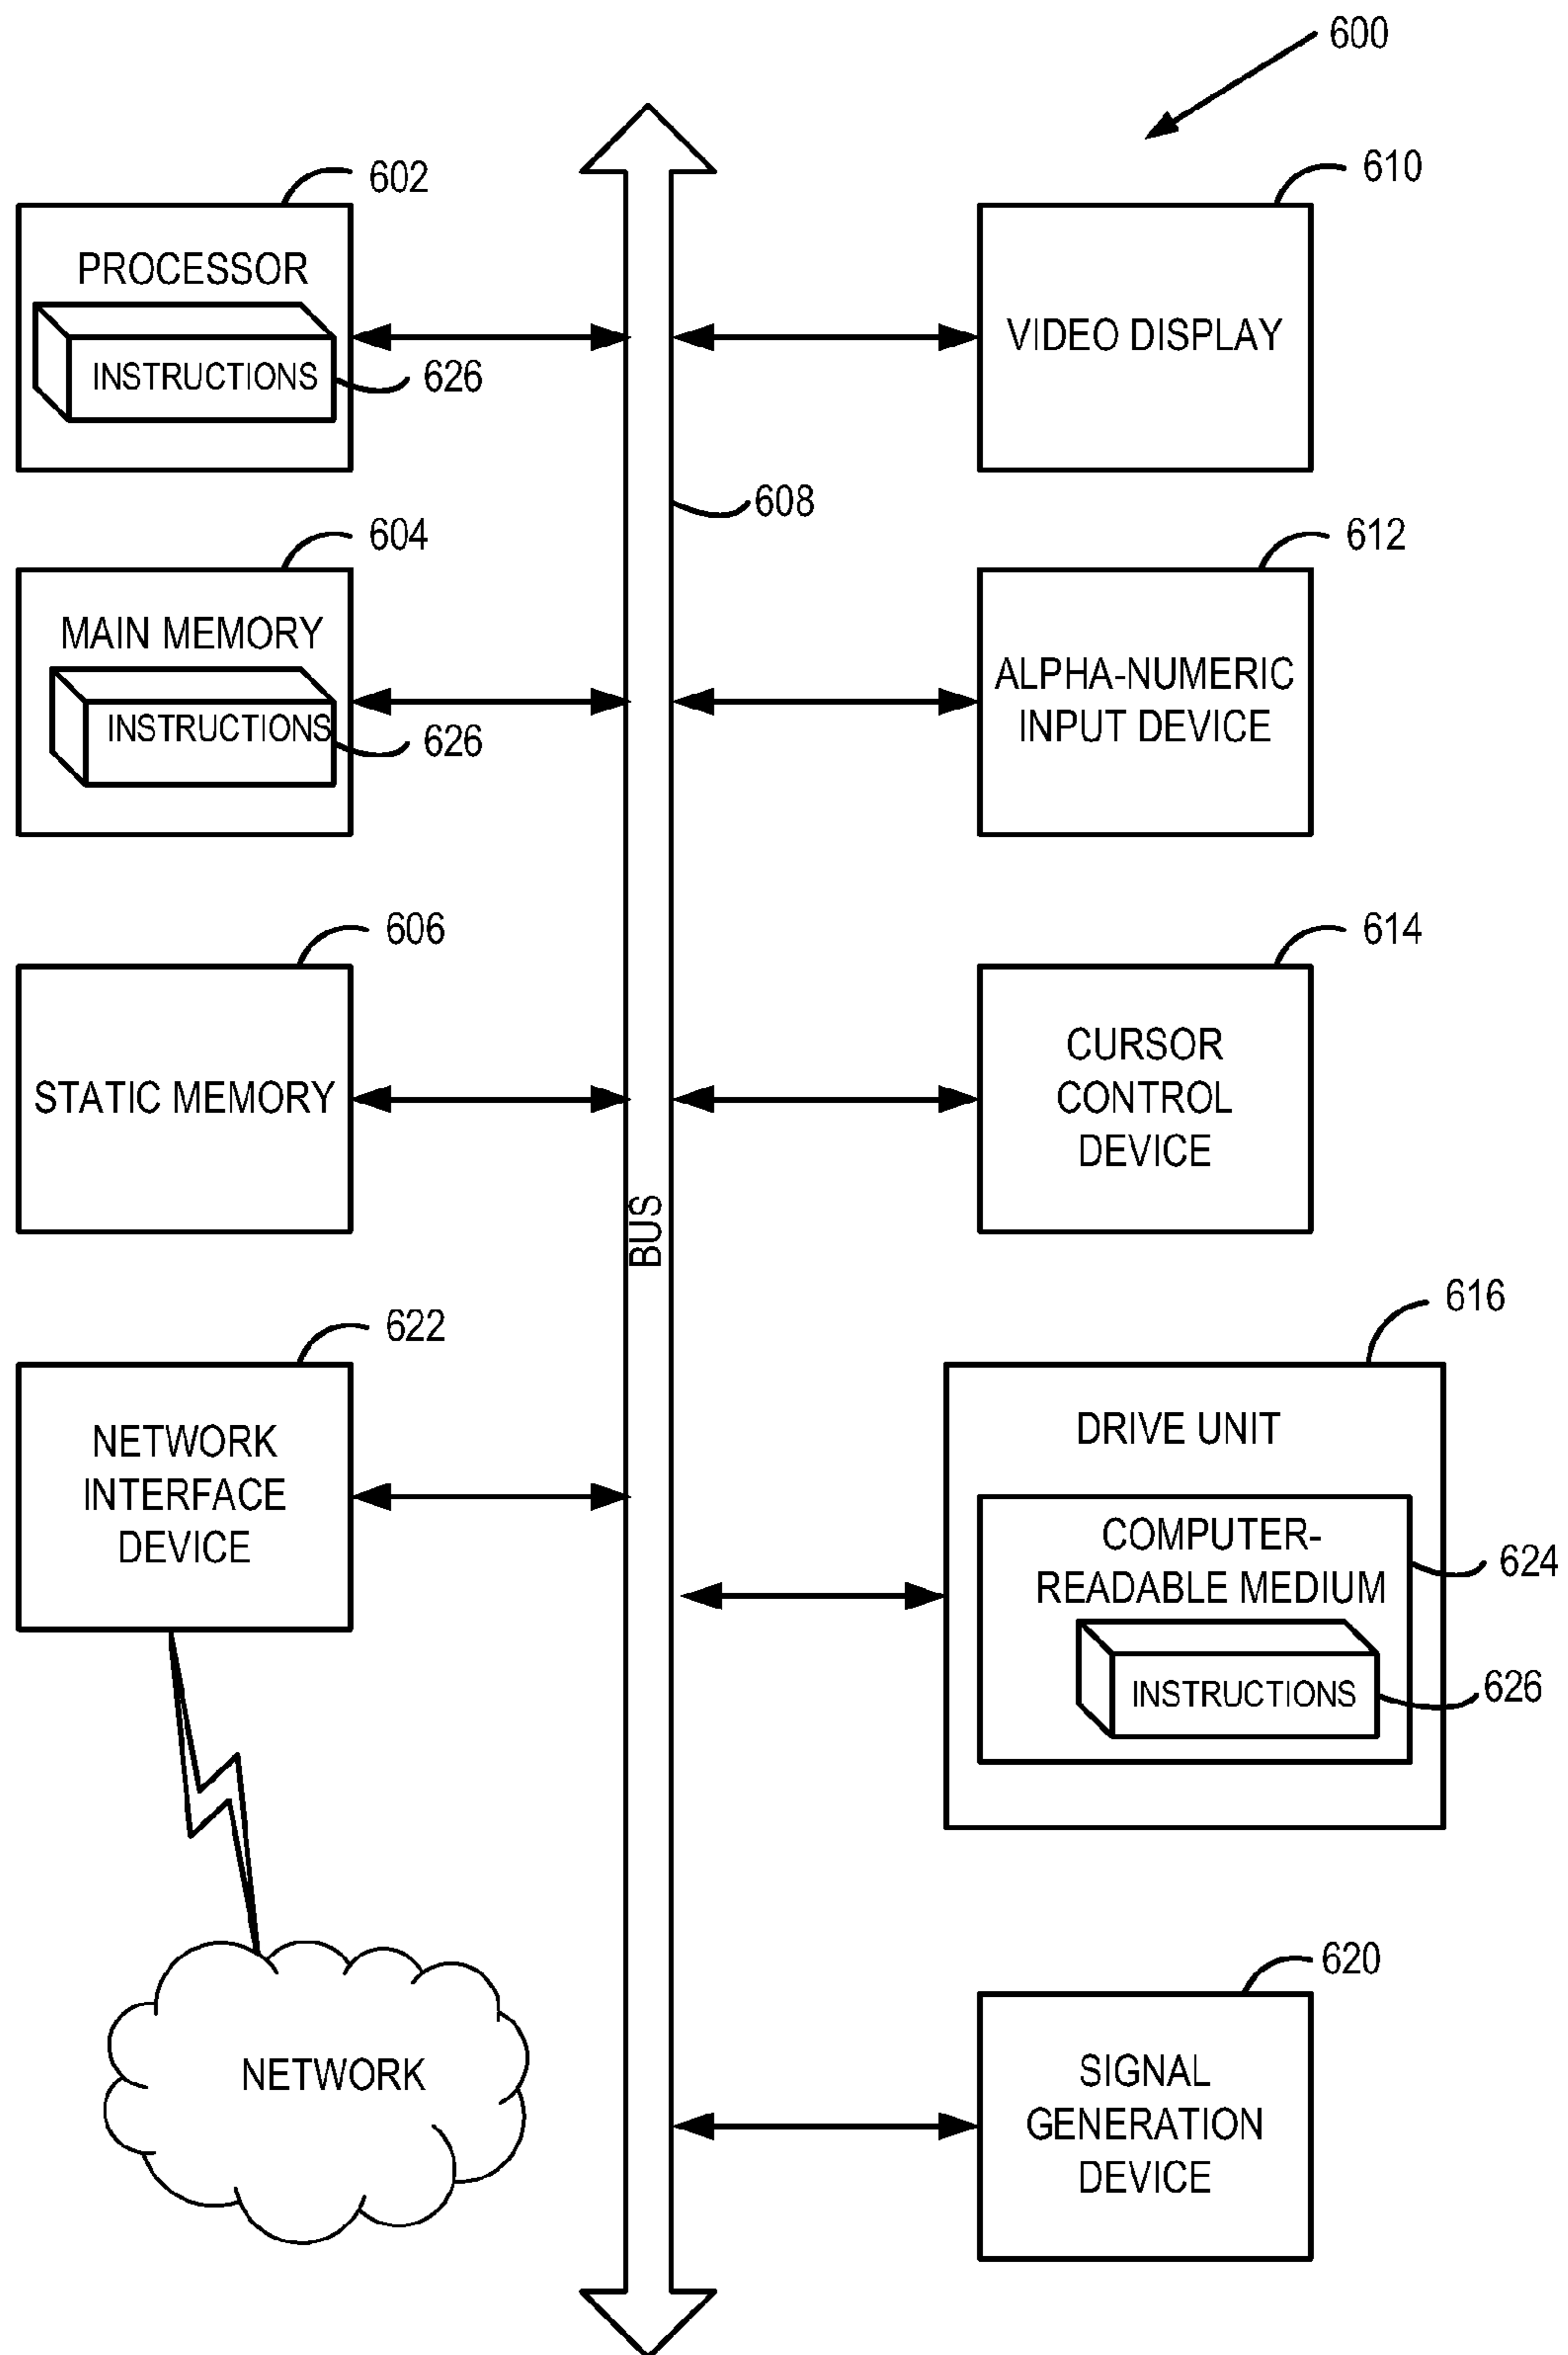 600
602
PROCESSOR
INSTRUCTIONS
626
610
VIDEO DISPLAY
608
604
MAIN MEMORY
INSTRUCTIONS
626
612
ALPHA-NUMERIC
INPUT DEVICE
606
STATIC MEMORY
614
CURSOR
CONTROL
DEVICE
BUS
622
NETWORK
INTERFACE
DEVICE
616
DRIVE UNIT
COMPUTER-
READABLE MEDIUM
624
INSTRUCTIONS
626
NETWORK
620
SIGNAL
GENERATION
DEVICE